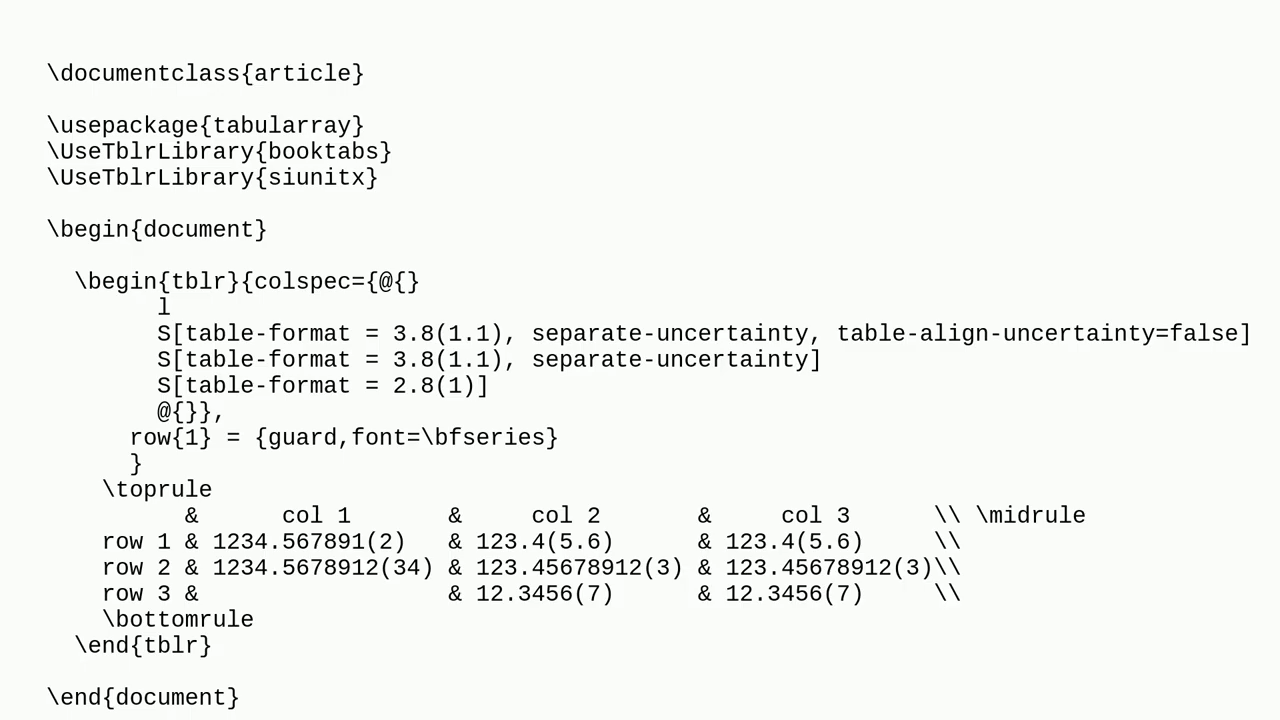 \documentclass{article}

\usepackage{tabularray}
\UseTblrLibrary{booktabs}
\UseTblrLibrary{siunitx}

\begin{document}

  \begin{tblr}{colspec={@{}
        l
        S[table-format = 3.8(1.1), separate-uncertainty, table-align-uncertainty=false]
        S[table-format = 3.8(1.1), separate-uncertainty]
        S[table-format = 2.8(1)]
        @{}},
      row{1} = {guard,font=\bfseries}
      }
    \toprule
          &      col 1       &     col 2       &     col 3      \\ \midrule
    row 1 & 1234.567891(2)   & 123.4(5.6)      & 123.4(5.6)     \\
    row 2 & 1234.5678912(34) & 123.45678912(3) & 123.45678912(3)\\
    row 3 &                  & 12.3456(7)      & 12.3456(7)     \\
    \bottomrule
  \end{tblr}

\end{document}